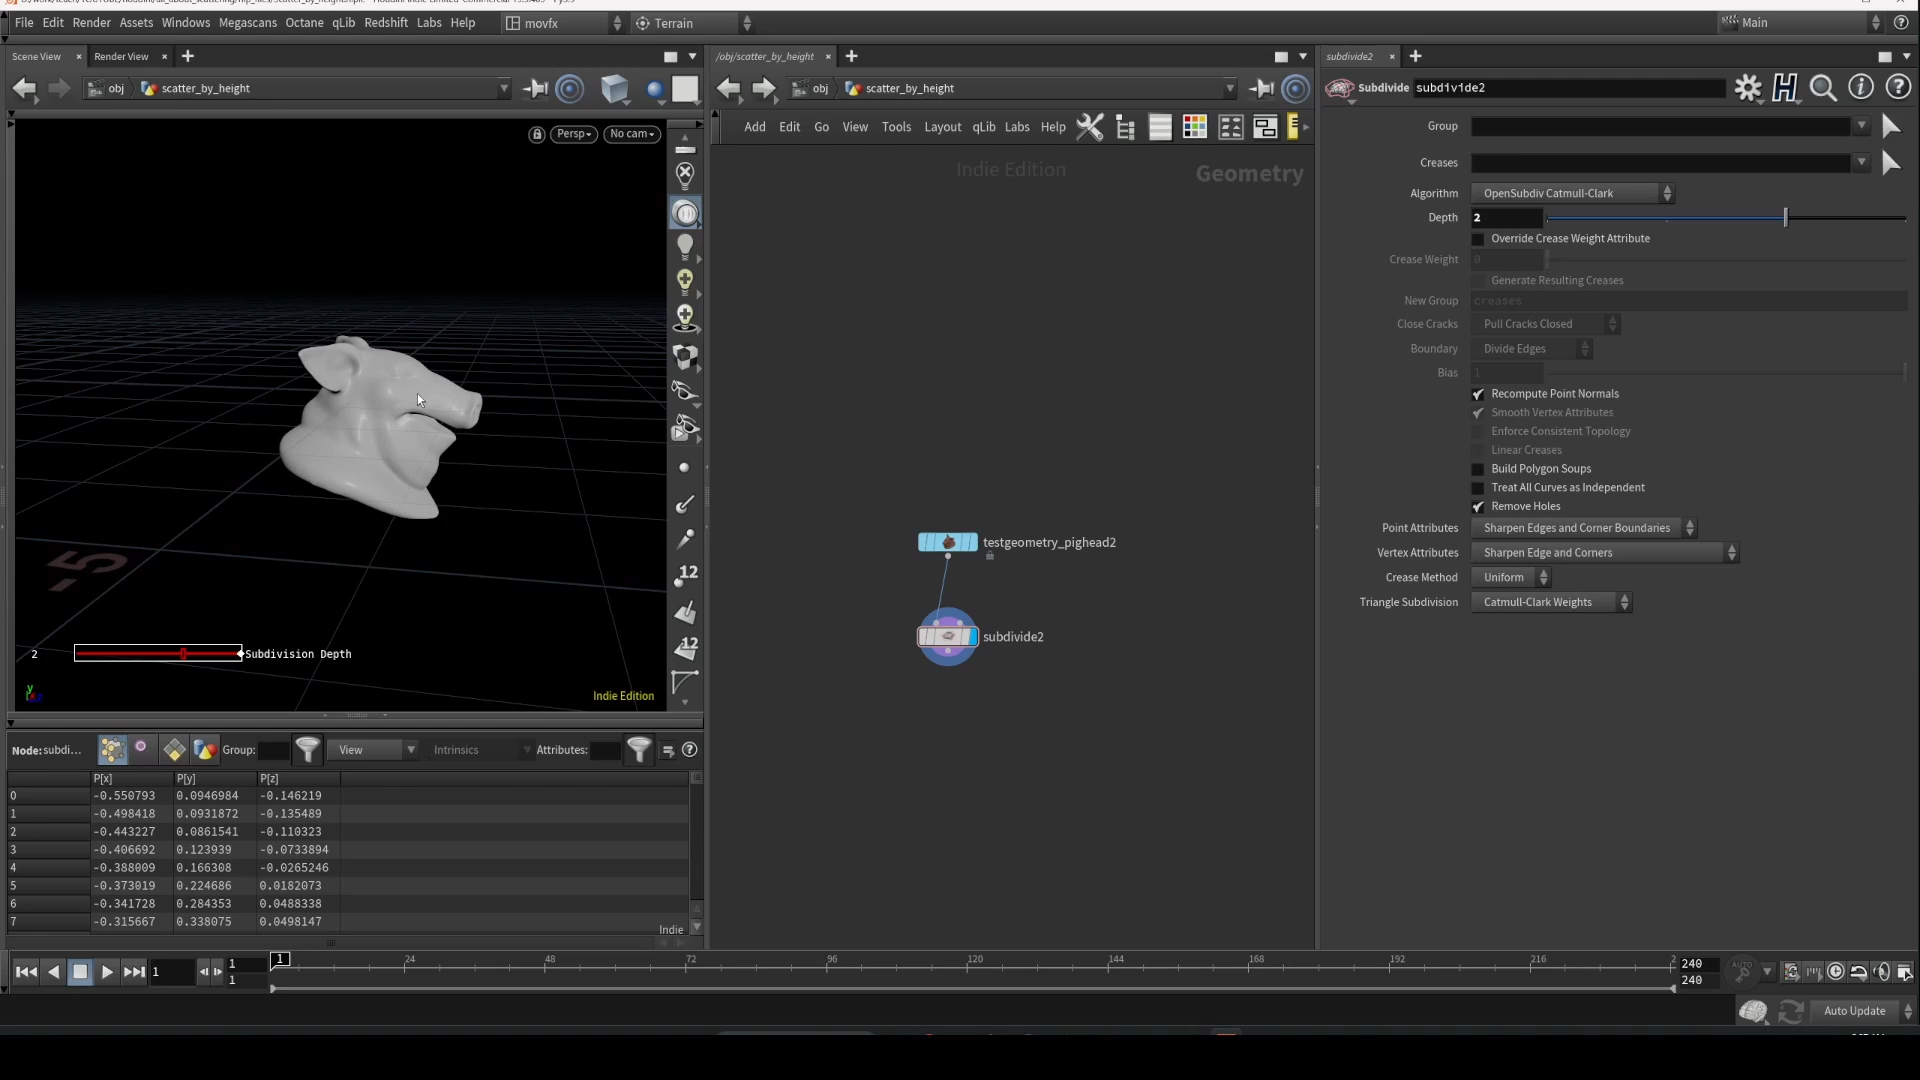 File Edit Render Assets Windows Megascans Octane qLib Redshift Labs Help movfx Terrain Main
Scene View Render View
obj scatter_by_height
Persp No cam
-5
2 Subdivision Depth
y
Indie Edition
Node: subdi... Group: View Intrinsics Attributes:
P[x] P[y] P[z]
0 -0.550793 0.0946984 -0.146219
1 -0.498418 0.0931872 -0.135489
2 -0.443227 0.0861541 -0.110323
3 -0.406692 0.123939 -0.0733894
4 -0.388009 0.166308 -0.0265246
5 -0.373019 0.224686 0.0182073
6 -0.341728 0.284353 0.0488338
7 -0.315667 0.338075 0.0498147
Indie
12
12
/obj/scatter_by_height
obj scatter_by_height
Add Edit Go View Tools Layout qLib Labs Help
Indie Edition Geometry
testgeometry_pighead2
subdivide2
subdivide2
Subdivide subdivide2
Group
Creases
Algorithm OpenSubdiv Catmull-Clark
Depth 2
Override Crease Weight Attribute
Crease Weight 0
Generate Resulting Creases
New Group creases
Close Cracks Pull Cracks Closed
Boundary Divide Edges
Bias 1
Recompute Point Normals
Smooth Vertex Attributes
Enforce Consistent Topology
Linear Creases
Build Polygon Soups
Treat All Curves as Independent
Remove Holes
Point Attributes Sharpen Edges and Corner Boundaries
Vertex Attributes Sharpen Edge and Corners
Crease Method Uniform
Triangle Subdivision Catmull-Clark Weights
1 1 1 24 48 72 96 120 144 168 192 216 2 240
1 240
AUTO
Auto Update